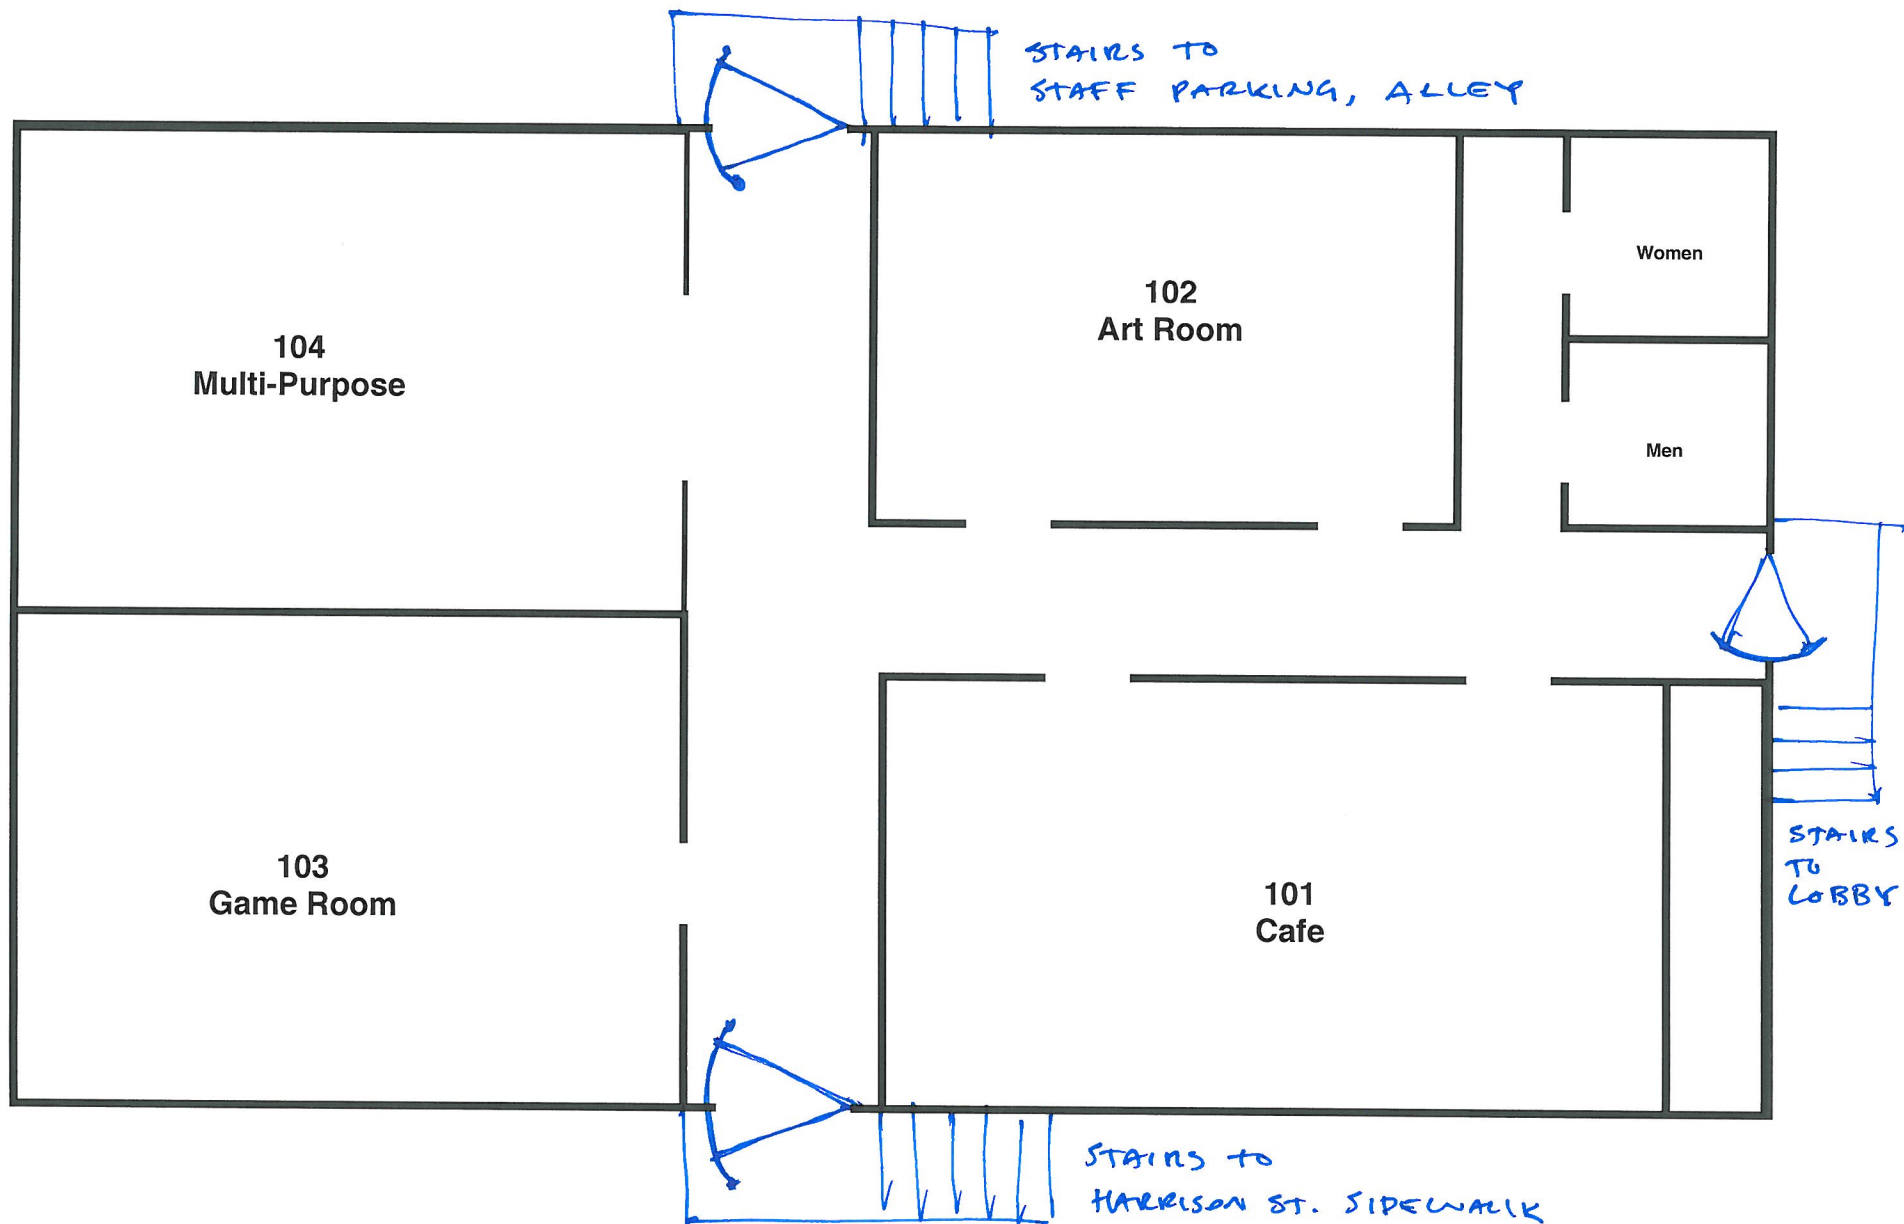 STAIRS TO
STAFF PARKING, ALLEY
Women
102
Art Room
104
Multi-Purpose
Men
STAIRS
TO
LOBBY
103
Game Room
101
Cafe
STAIRS TO
HARRISON ST. SIDEWALK